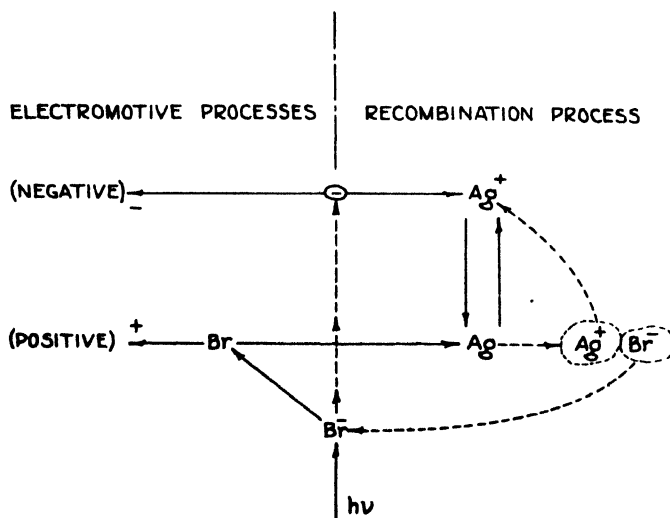 ELECTROMOTIVE PROCESSES RECOMBINATION PROCESS
(NEGATIVE) − ⊖ Ag⁺
(POSITIVE) + Br Ag Ag⁺ Br⁻
Br⁻
hν